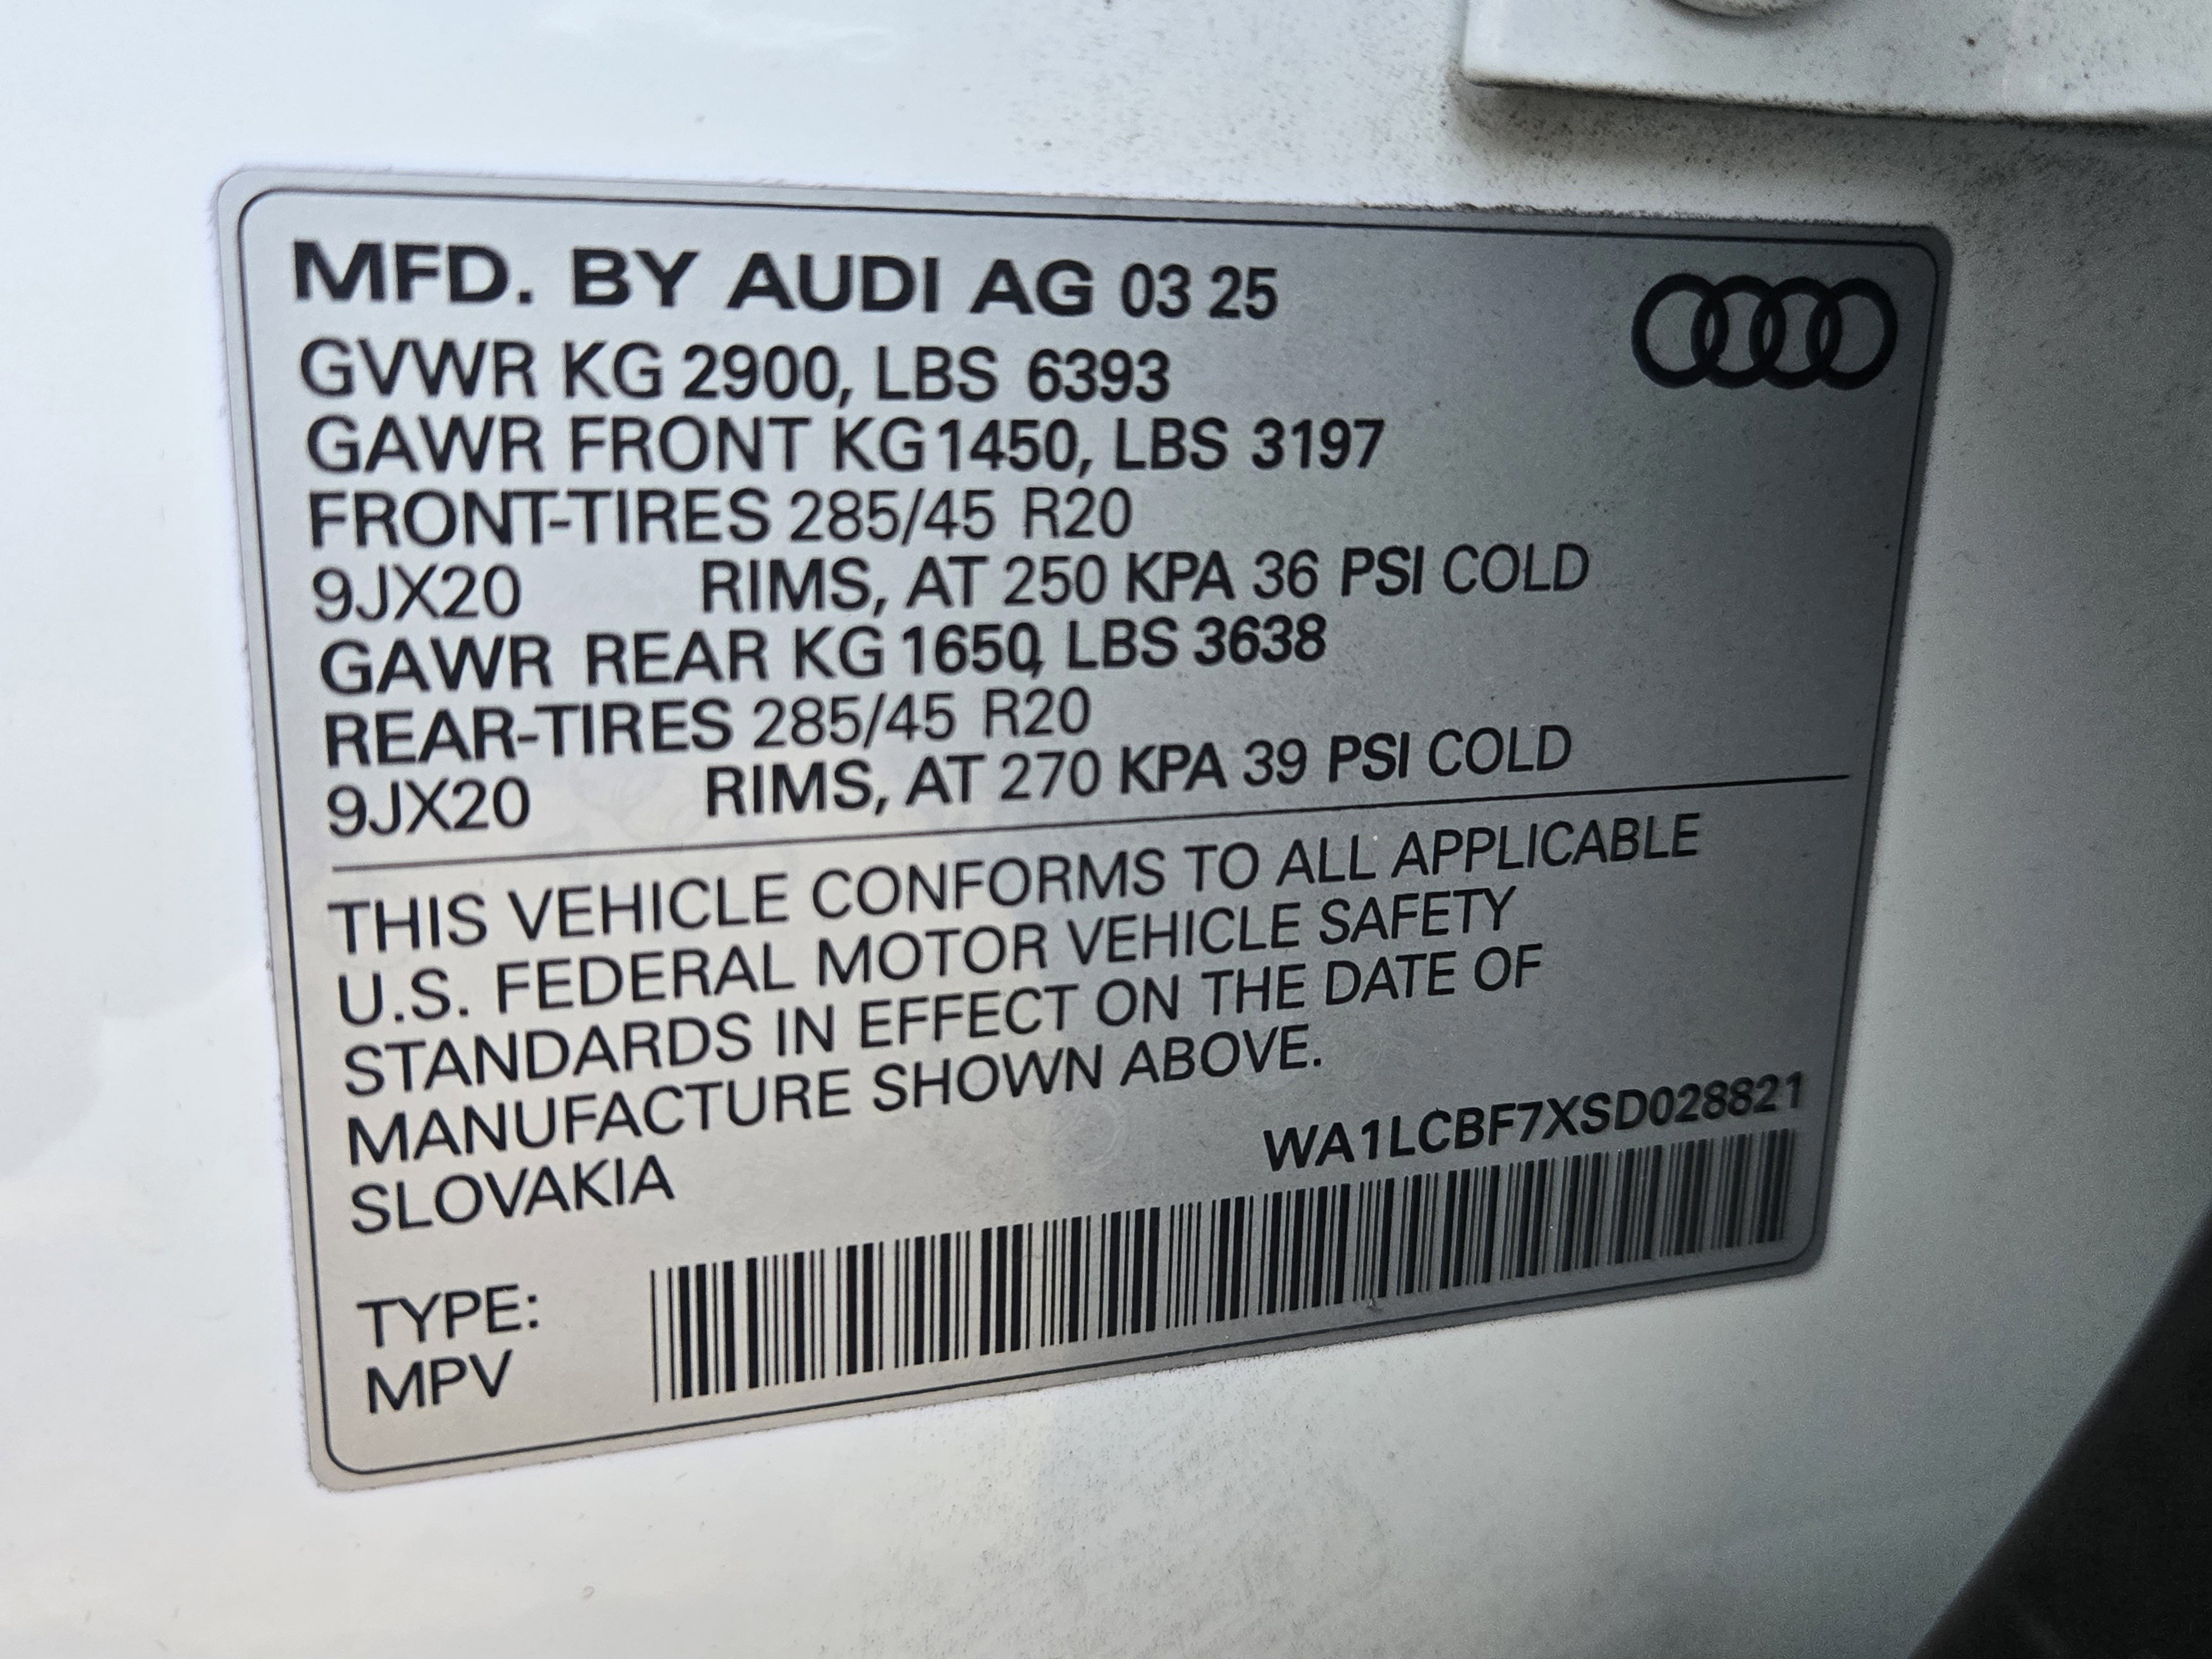 MFD. BY AUDI AG 03 25
GVWR KG 2900, LBS 6393
GAWR FRONT KG 1450, LBS 3197
FRONT-TIRES 285/45 R20
9JX20 RIMS, AT 250 KPA 36 PSI COLD
GAWR REAR KG 1650, LBS 3638
REAR-TIRES 285/45 R20
9JX20 RIMS, AT 270 KPA 39 PSI COLD
THIS VEHICLE CONFORMS TO ALL APPLICABLE
U.S. FEDERAL MOTOR VEHICLE SAFETY
STANDARDS IN EFFECT ON THE DATE OF
MANUFACTURE SHOWN ABOVE.
SLOVAKIA
WA1LCBF7XSD028821
TYPE:
MPV